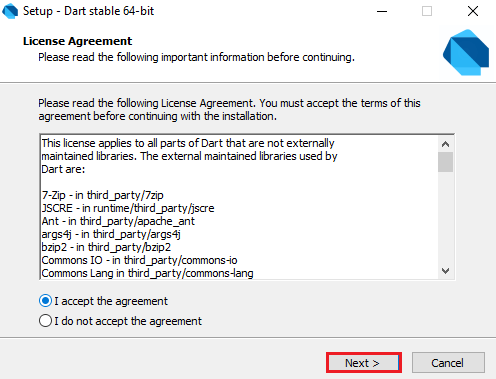 Setup - Dart stable 64-bit
License Agreement
Please read the following important information before continuing.
Please read the following License Agreement. You must accept the terms of this
agreement before continuing with the installation.
This license applies to all parts of Dart that are not externally
maintained libraries. The external maintained libraries used by
Dart are:
7-Zip - in third_party/7zip
JSCRE - in runtime/third_party/jscre
Ant - in third_party/apache_ant
args4j - in third_party/args4j
bzip2 - in third_party/bzip2
Commons IO - in third_party/commons-io
Commons Lang in third_party/commons-lang
I accept the agreement
I do not accept the agreement
Next >
Cancel